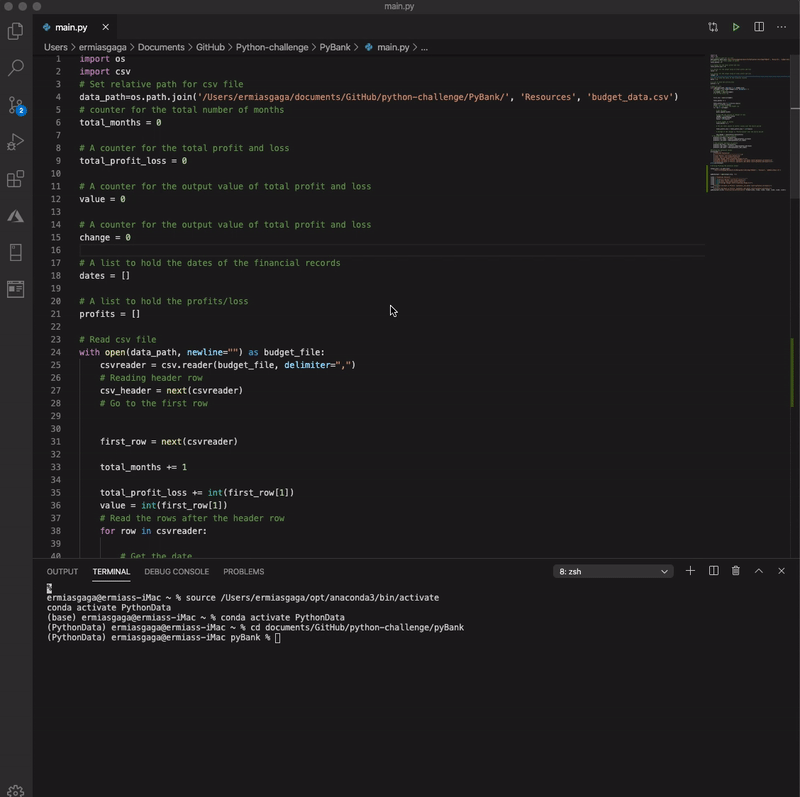 main.py
main.py
Users > ermiasgaga > Documents > GitHub > Python-challenge > PyBank > main.py > ...
1 import os
2 import csv
3 # Set relative path for csv file
4 data_path=os.path.join('/Users/ermiasgaga/documents/GitHub/python-challenge/PyBank/', 'Resources', 'budget_data.csv')
5 # counter for the total number of months
6 total_months = 0
7
8 # A counter for the total profit and loss
9 total_profit_loss = 0
10
11 # A counter for the output value of total profit and loss
12 value = 0
13
14 # A counter for the output value of total profit and loss
15 change = 0
16
17 # A list to hold the dates of the financial records
18 dates = []
19
20 # A list to hold the profits/loss
21 profits = []
22
23 # Read csv file
24 with open(data_path, newline="") as budget_file:
25 csvreader = csv.reader(budget_file, delimiter=",")
26 # Reading header row
27 csv_header = next(csvreader)
28 # Go to the first row
29
30
31 first_row = next(csvreader)
32
33 total_months += 1
34
35 total_profit_loss += int(first_row[1])
36 value = int(first_row[1])
37 # Read the rows after the header row
38 for row in csvreader:
39
40 # Get the date
2
OUTPUT TERMINAL DEBUG CONSOLE PROBLEMS 8: zsh
%
ermiasgaga@ermiass-iMac ~ % source /Users/ermiasgaga/opt/anaconda3/bin/activate
conda activate PythonData
(base) ermiasgaga@ermiass-iMac ~ % conda activate PythonData
(PythonData) ermiasgaga@ermiass-iMac ~ % cd documents/GitHub/python-challenge/pyBank
(PythonData) ermiasgaga@ermiass-iMac pyBank %